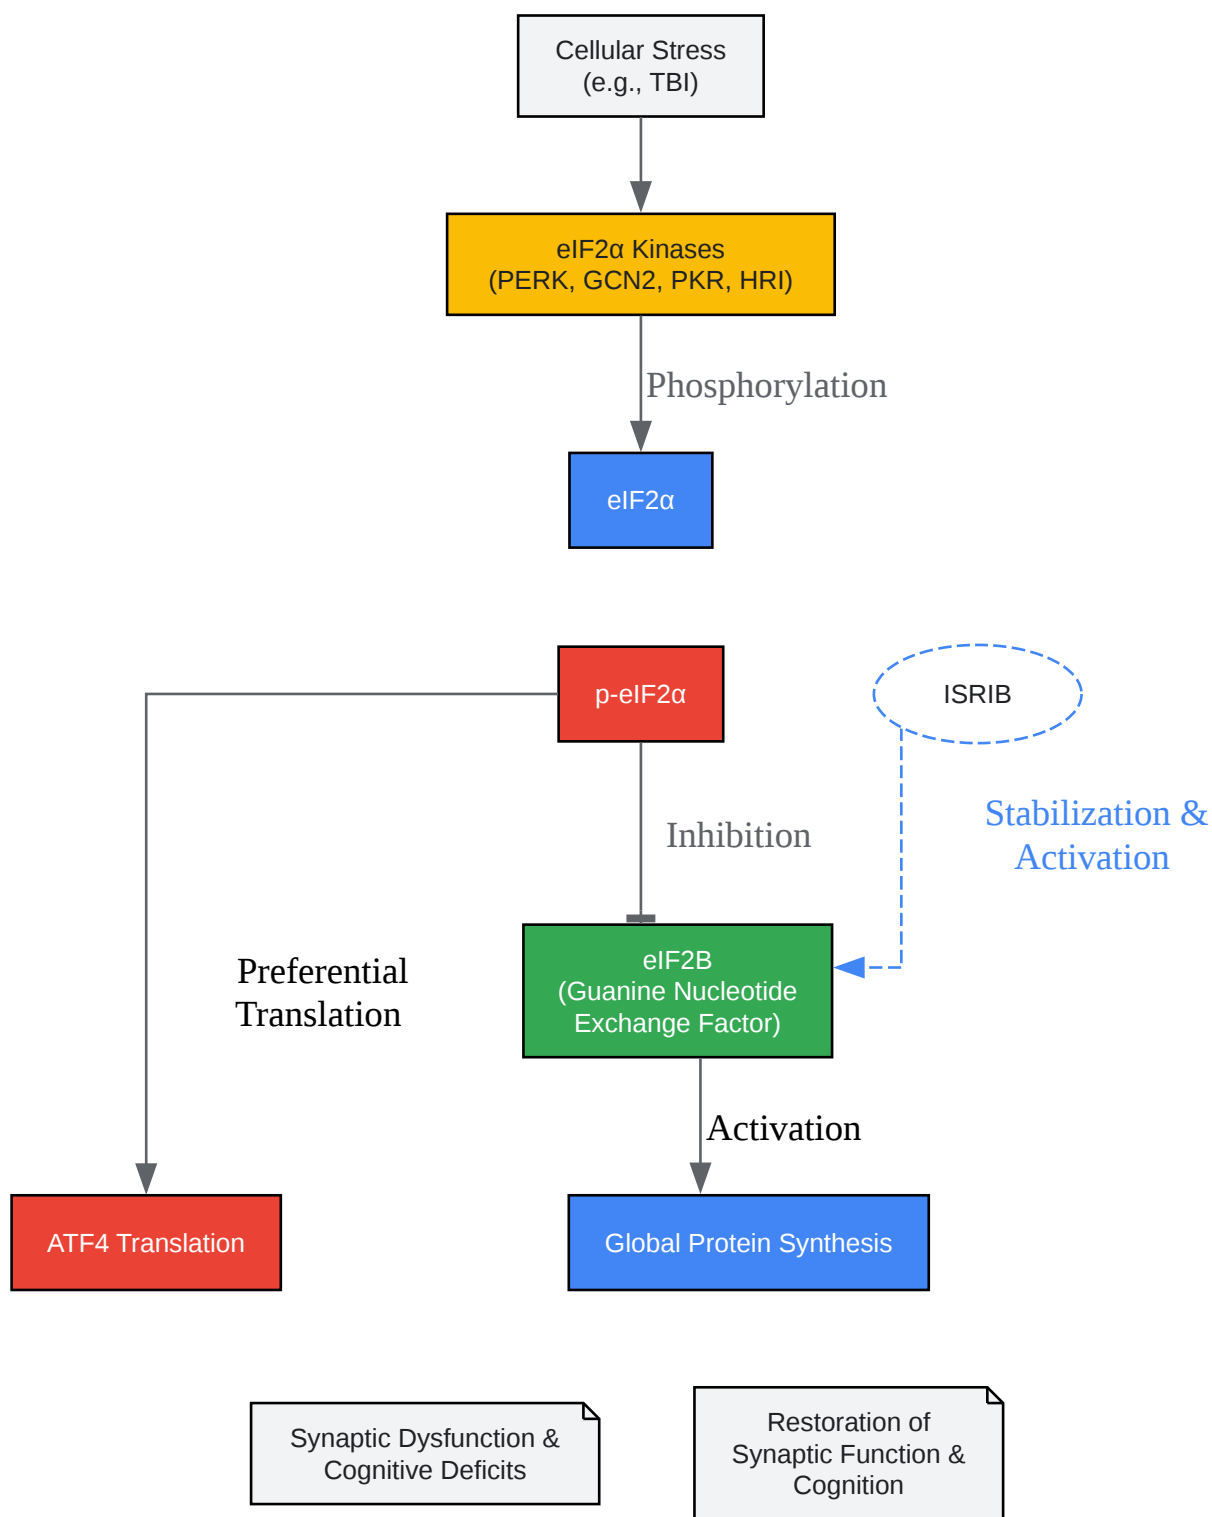 Cellular Stress
(e.g., TBI)
eIF2α Kinases
(PERK, GCN2, PKR, HRI)
Phosphorylation
eIF2α
p-eIF2α
ISRIB
Stabilization &
Activation
Inhibition
eIF2B
(Guanine Nucleotide
Exchange Factor)
Preferential
Translation
Activation
ATF4 Translation
Global Protein Synthesis
Synaptic Dysfunction &
Cognitive Deficits
Restoration of
Synaptic Function &
Cognition